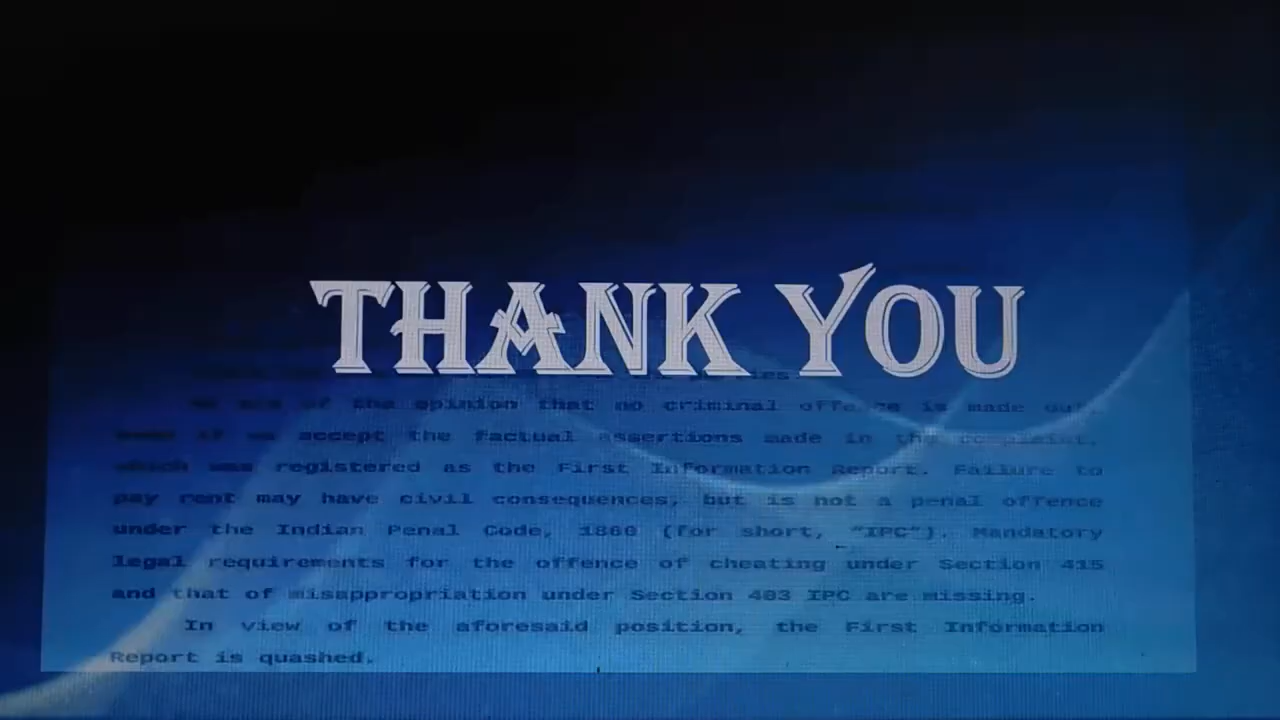 THANK YOU
We are of the opinion that no criminal offence is made out
even if we accept the factual assertions made in the complaint,
which was registered as the First Information Report. Failure to
pay rent may have civil consequences, but is not a penal offence
under the Indian Penal Code, 1860 (for short, “IPC”). Mandatory
legal requirements for the offence of cheating under Section 415
and that of misappropriation under Section 403 IPC are missing.
In view of the aforesaid position, the First Information
Report is quashed.